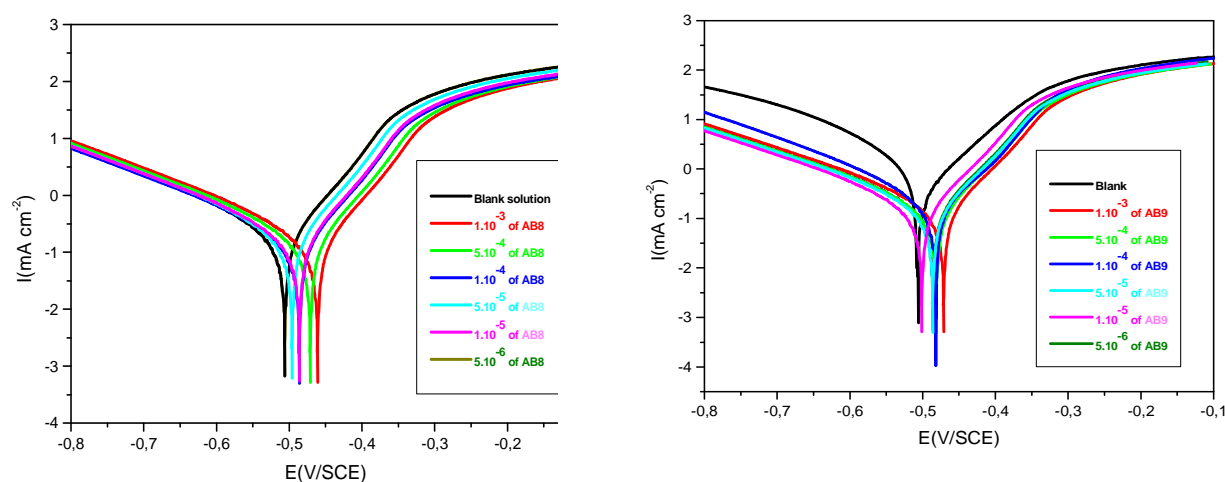 3
2
1
0
-1
-2
-3
-4
I(mA cm-2)
-0,8 -0,7 -0,6 -0,5 -0,4 -0,3 -0,2
E(V/SCE)
Blank solution
1.10-3 of AB8
5.10-4 of AB8
1.10-4 of AB8
5.10-5 of AB8
1.10-5 of AB8
5.10-6 of AB8
3
2
1
0
-1
-2
-3
-4
I(mA cm-2)
-0,8 -0,7 -0,6 -0,5 -0,4 -0,3 -0,2 -0,1
E(V/SCE)
Blank
1.10-3 of AB9
5.10-4 of AB9
1.10-4 of AB9
5.10-5 of AB9
1.10-5 of AB9
5.10-6 of AB9